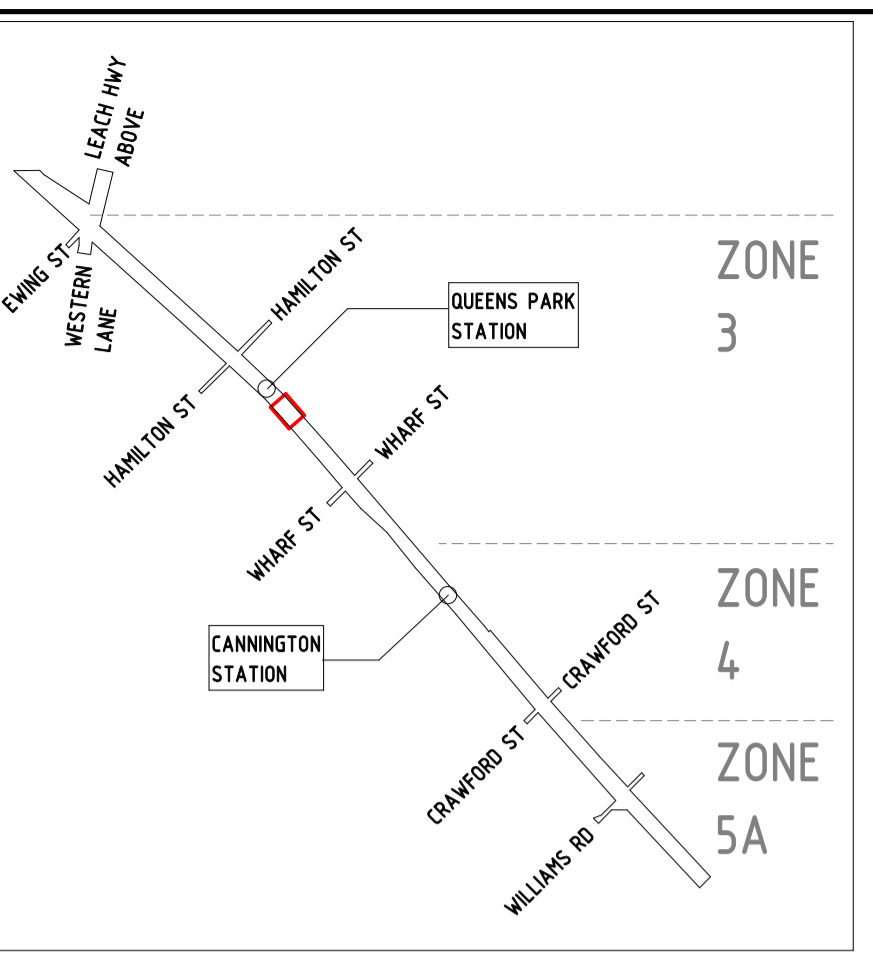 LEACH HWY
ABOVE
EWING ST
WESTERN
LANE
HAMILTON ST
ZONE
3
QUEENS PARK
STATION
HAMILTON ST
WHARF ST
WHARF ST
ZONE
4
CANNINGTON
STATION
CRAWFORD ST
CRAWFORD ST
ZONE
5A
WILLIAMS RD